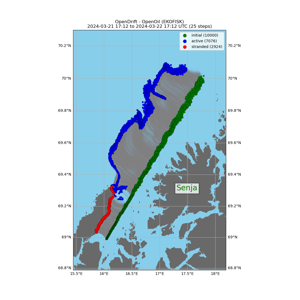 OpenDrift - OpenOil (EKOFISK)
2024-03-21 17:12 to 2024-03-22 17:12 UTC (25 steps)
initial (10000)
active (7076)
stranded (2924)
70.2°N
70.2°N
70°N
70°N
69.8°N
69.8°N
69.6°N
69.6°N
69.4°N
69.4°N
Senja
69.2°N
69.2°N
69°N
69°N
68.8°N
68.8°N
15.5°E
16°E
16.5°E
17°E
17.5°E
18°E